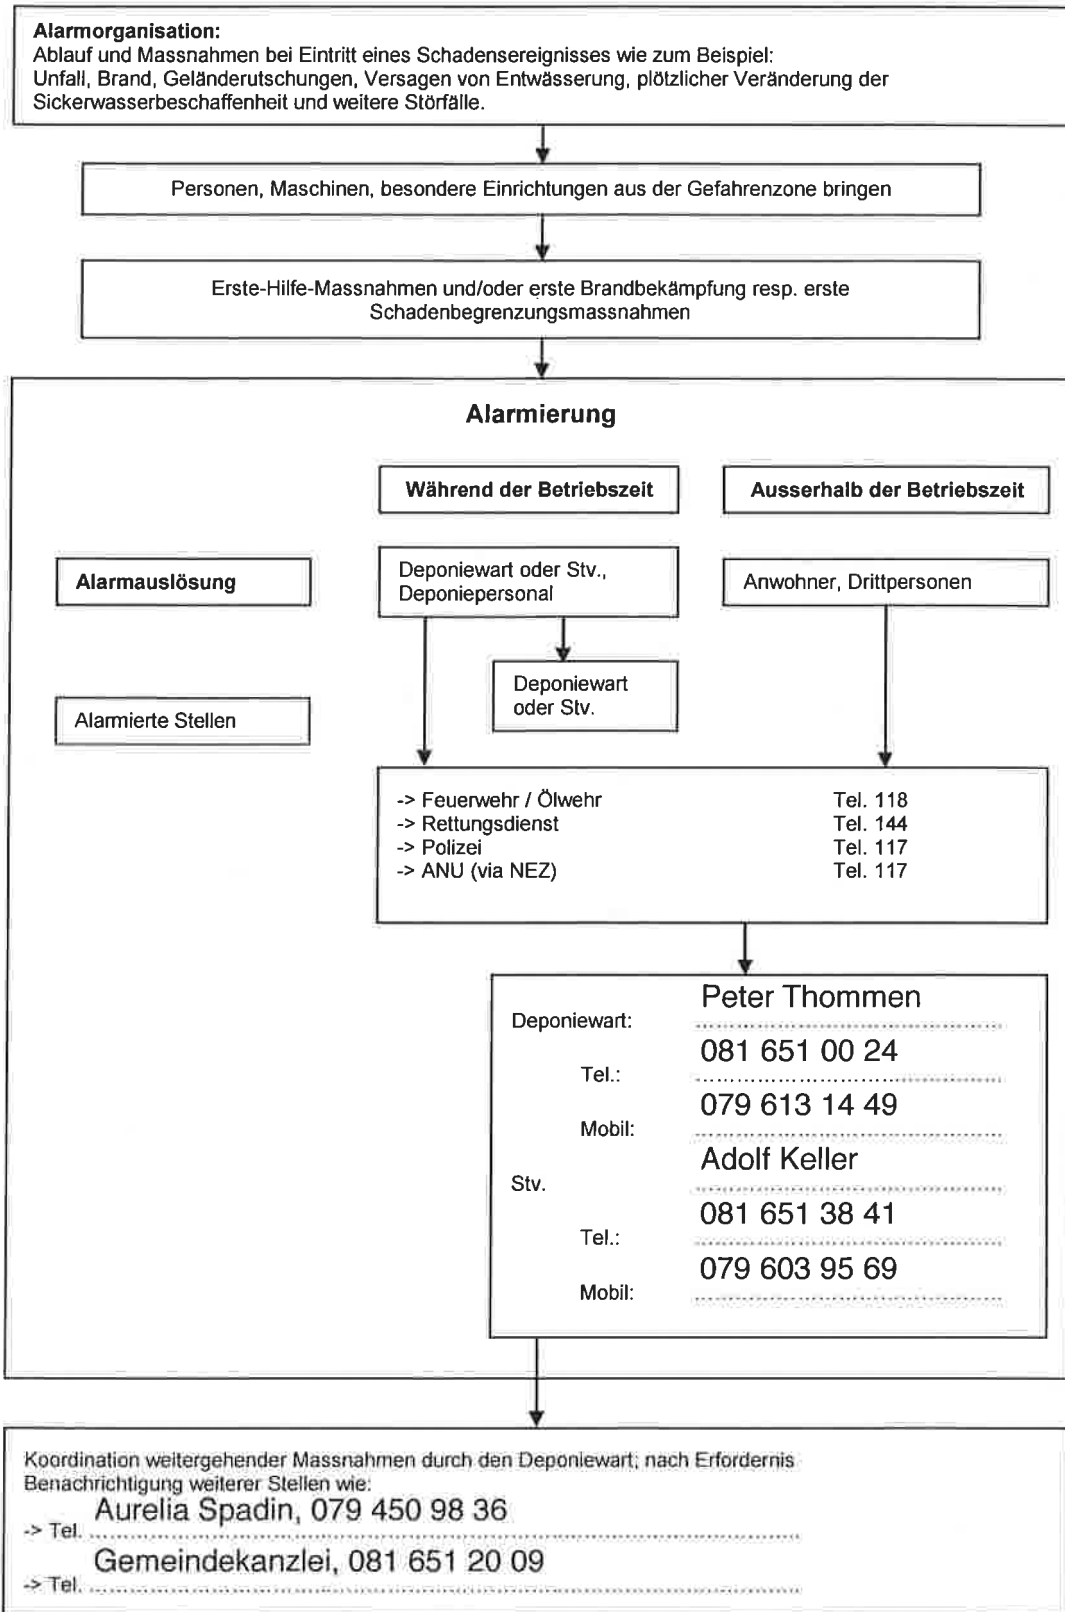 Alarmorganisation:
Ablauf und Massnahmen bei Eintritt eines Schadensereignisses wie zum Beispiel:
Unfall, Brand, Geländerutschungen, Versagen von Entwässerung, plötzlicher Veränderung der
Sickerwasserbeschaffenheit und weitere Störfälle.
Personen, Maschinen, besondere Einrichtungen aus der Gefahrenzone bringen
Erste-Hilfe-Massnahmen und/oder erste Brandbekämpfung resp. erste
Schadenbegrenzungsmassnahmen
Alarmierung
Während der Betriebszeit
Ausserhalb der Betriebszeit
Alarmauslösung
Deponiewart oder Stv.,
Deponiepersonal
Anwohner, Drittpersonen
Deponiewart
oder Stv.
Alarmierte Stellen
-> Feuerwehr / Ölwehr Tel. 118
-> Rettungsdienst Tel. 144
-> Polizei Tel. 117
-> ANU (via NEZ) Tel. 117
Deponiewart: Peter Thommen
Tel.: 081 651 00 24
Mobil: 079 613 14 49
Stv. Adolf Keller
Tel.: 081 651 38 41
Mobil: 079 603 95 69
Koordination weitergehender Massnahmen durch den Deponiewart; nach Erfordernis
Benachrichtigung weiterer Stellen wie:
-> Tel. Aurelia Spadin, 079 450 98 36
-> Tel. Gemeindekanzlei, 081 651 20 09